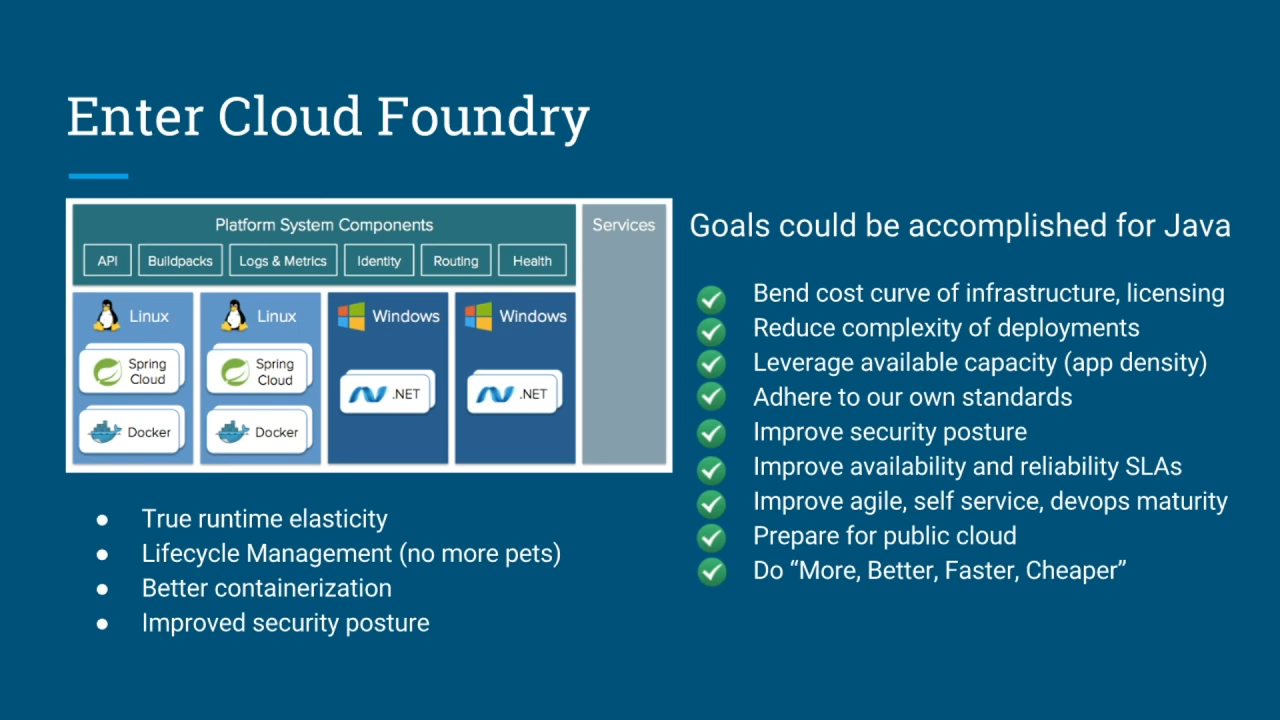 Enter Cloud Foundry
Platform System Components
API Buildpacks Logs & Metrics Identity Routing Health
Services
Linux Linux Windows Windows
Spring Cloud
Spring Cloud
.NET .NET
Docker Docker
True runtime elasticity
Lifecycle Management (no more pets)
Better containerization
Improved security posture
Goals could be accomplished for Java
Bend cost curve of infrastructure, licensing
Reduce complexity of deployments
Leverage available capacity (app density)
Adhere to our own standards
Improve security posture
Improve availability and reliability SLAs
Improve agile, self service, devops maturity
Prepare for public cloud
Do “More, Better, Faster, Cheaper”